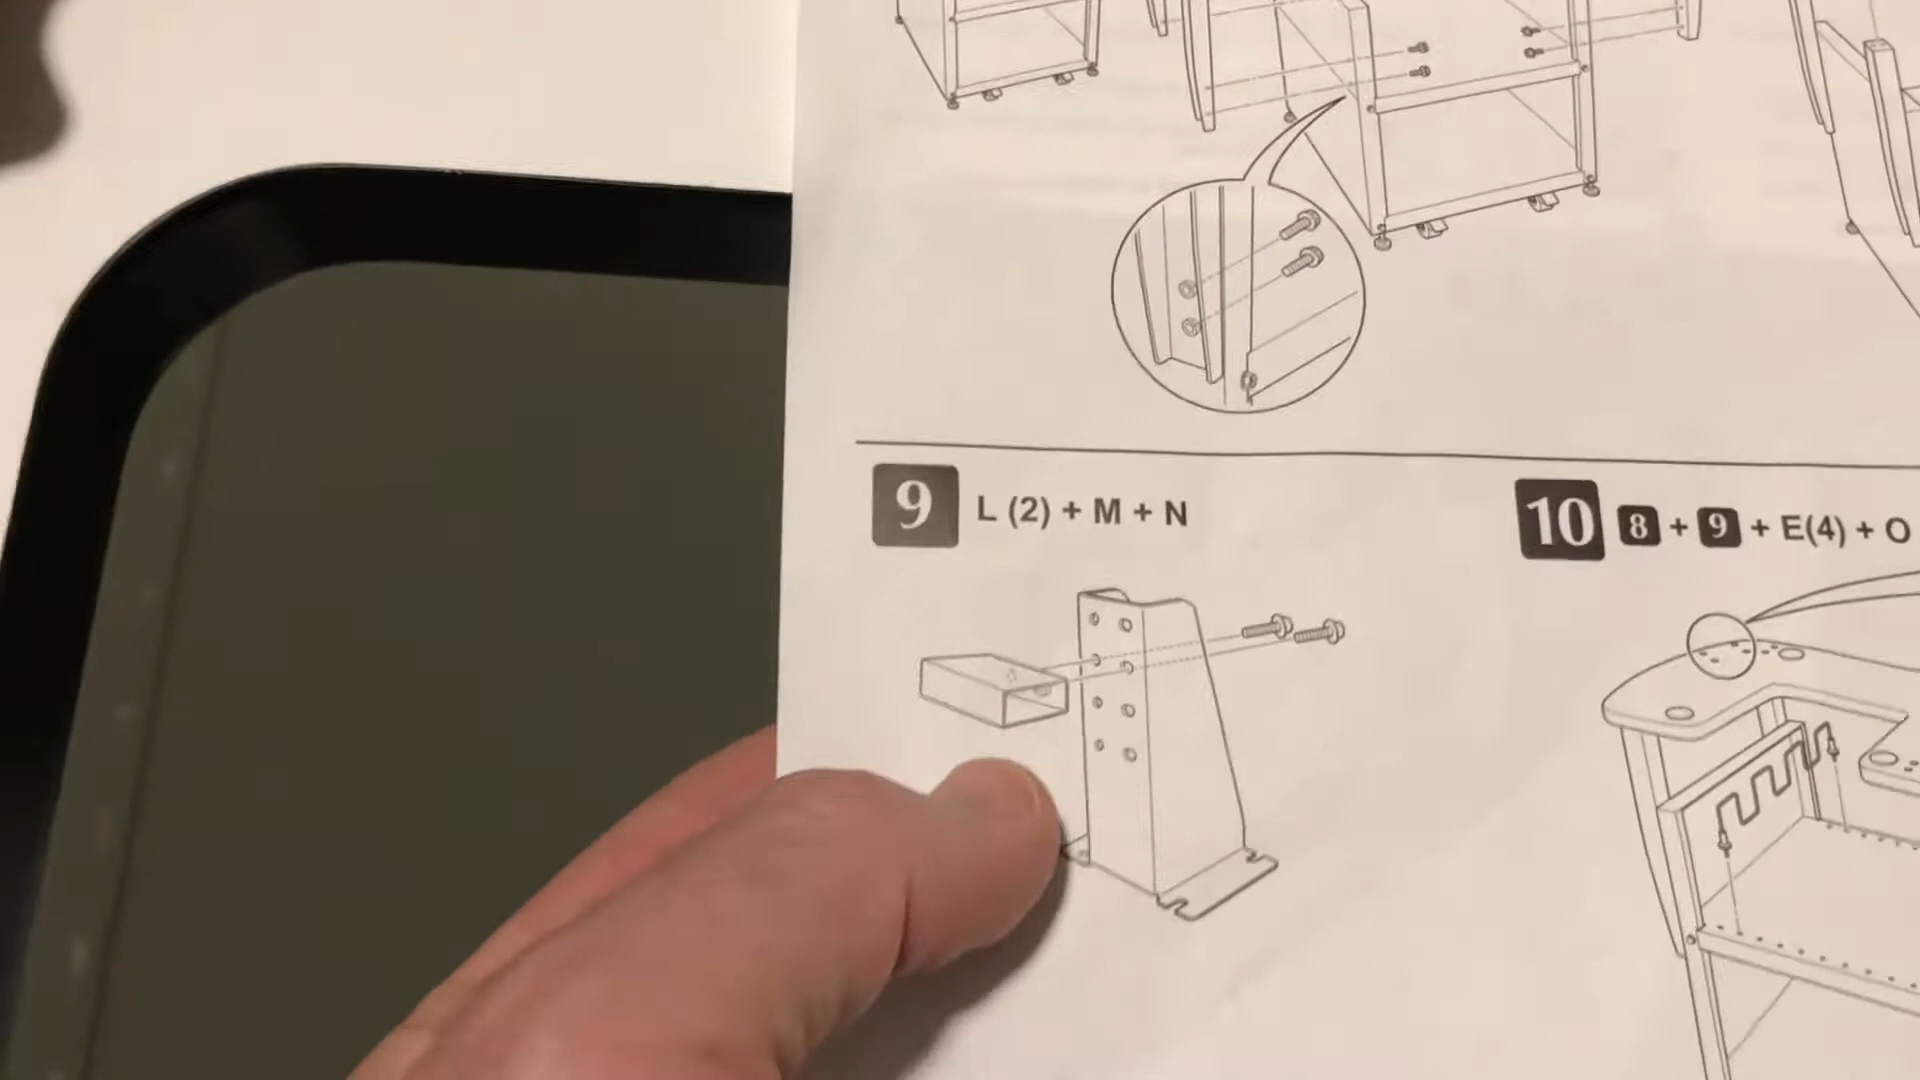 9 L (2) + M + N
10 8 + 9 + E(4) + O